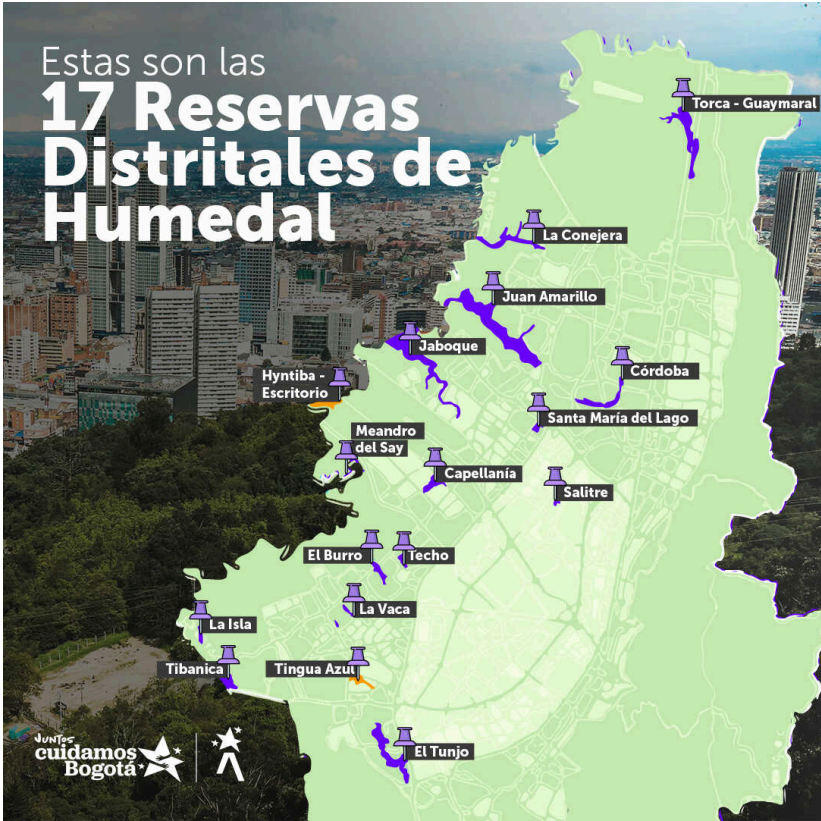 Estas son las
17 Reservas
Distritales de
Humedal
Torca - Guaymaral
La Conejera
Juan Amarillo
Jaboque
Córdoba
Hyntiba -
Escritorio
Santa María del Lago
Meandro
del Say
Capellanía
Salitre
El Burro
Techo
La Vaca
La Isla
Tibanica
Tingua Azul
El Tunjo
Juntos
cuidamos
Bogotá